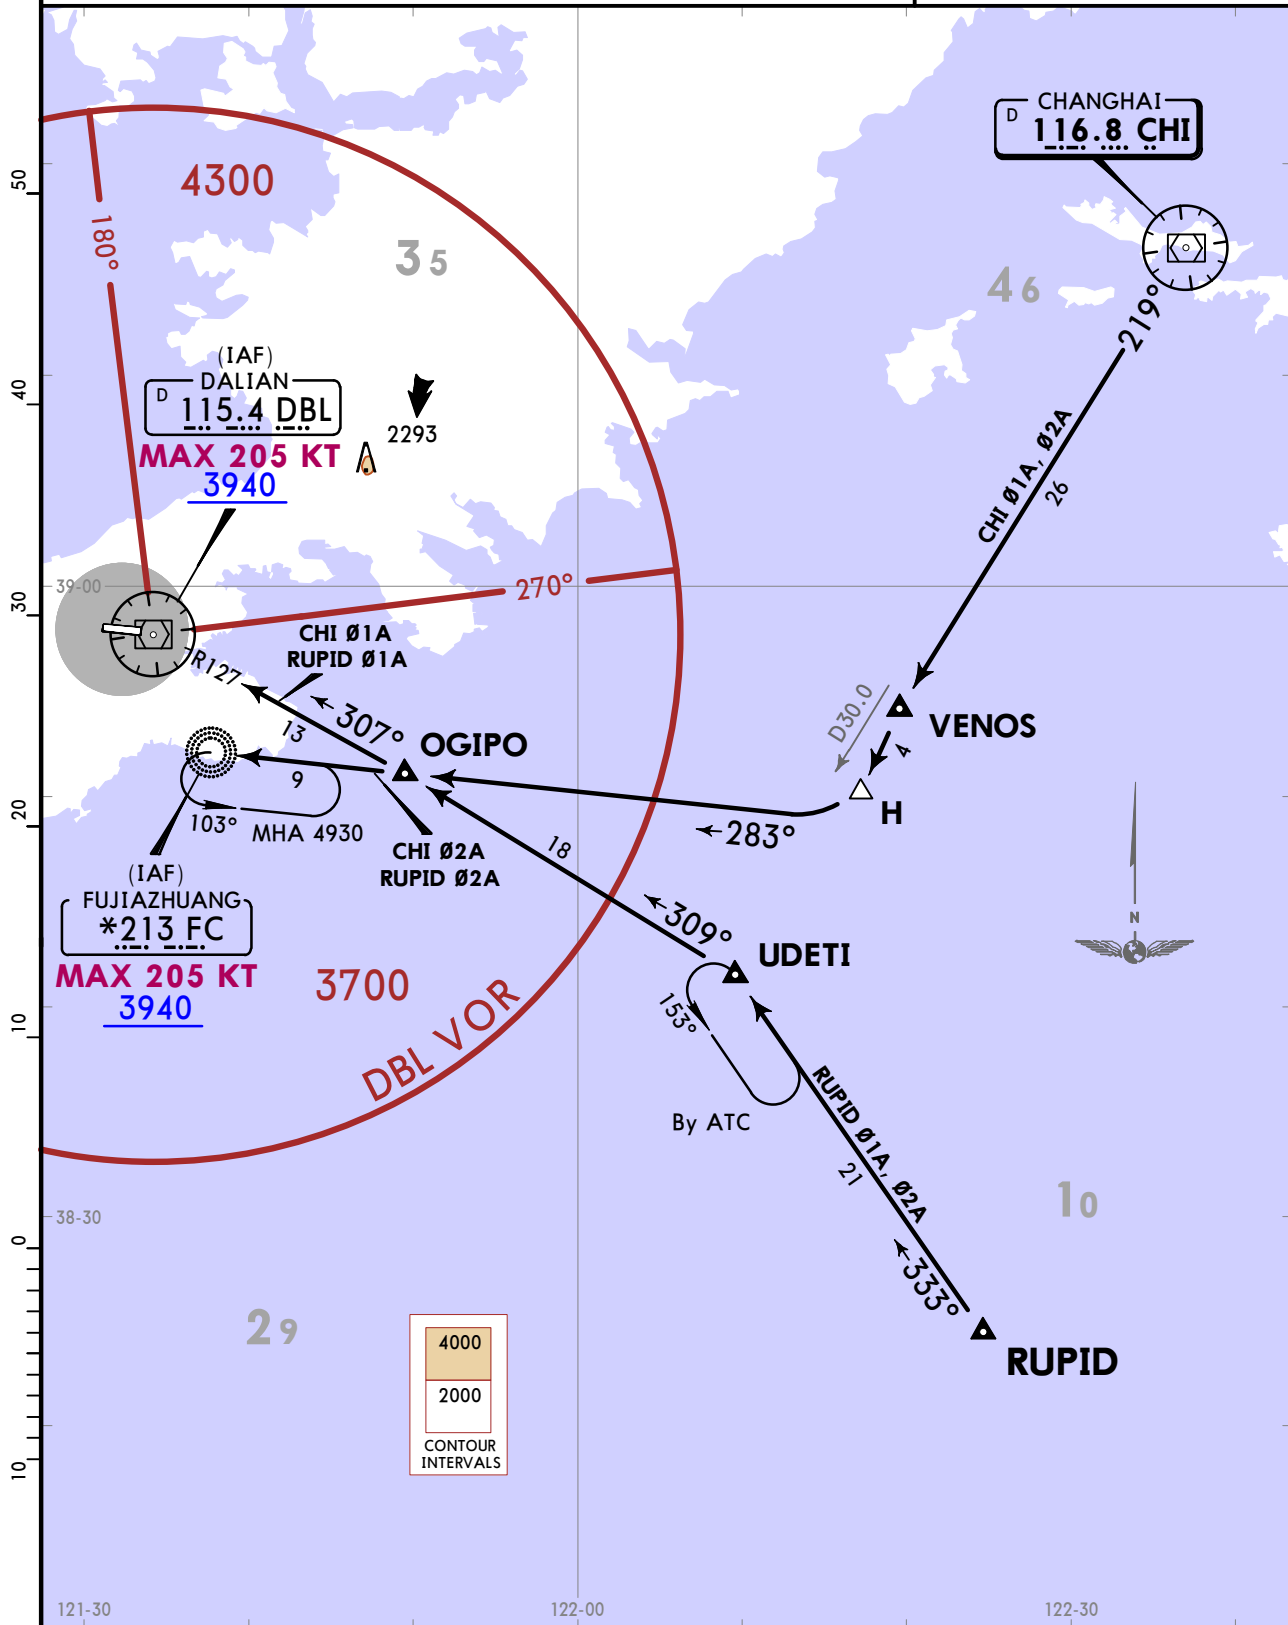 CHANGHAI
D 116.8 CHI
50
4300
180°
35
46
219°
(IAF)
DALIAN
D 115.4 DBL
MAX 205 KT
3940
2293
40
CHI Ø1A, Ø2A
26
39-00
30
270°
CHI Ø1A
RUPID Ø1A
R127
307°
13
OGIPO
D30.0
VENOS
4
H
9
103°
MHA 4930
283°
20
CHI Ø2A
RUPID Ø2A
18
(IAF)
FUJIAZHUANG
*213 FC
MAX 205 KT
3940
309°
UDETI
N
3700
DBL VOR
153°
10
By ATC
RUPID Ø1A, Ø2A
21
10
38-30
0
333°
29
RUPID
4000
2000
CONTOUR
INTERVALS
10
121-30
122-00
122-30